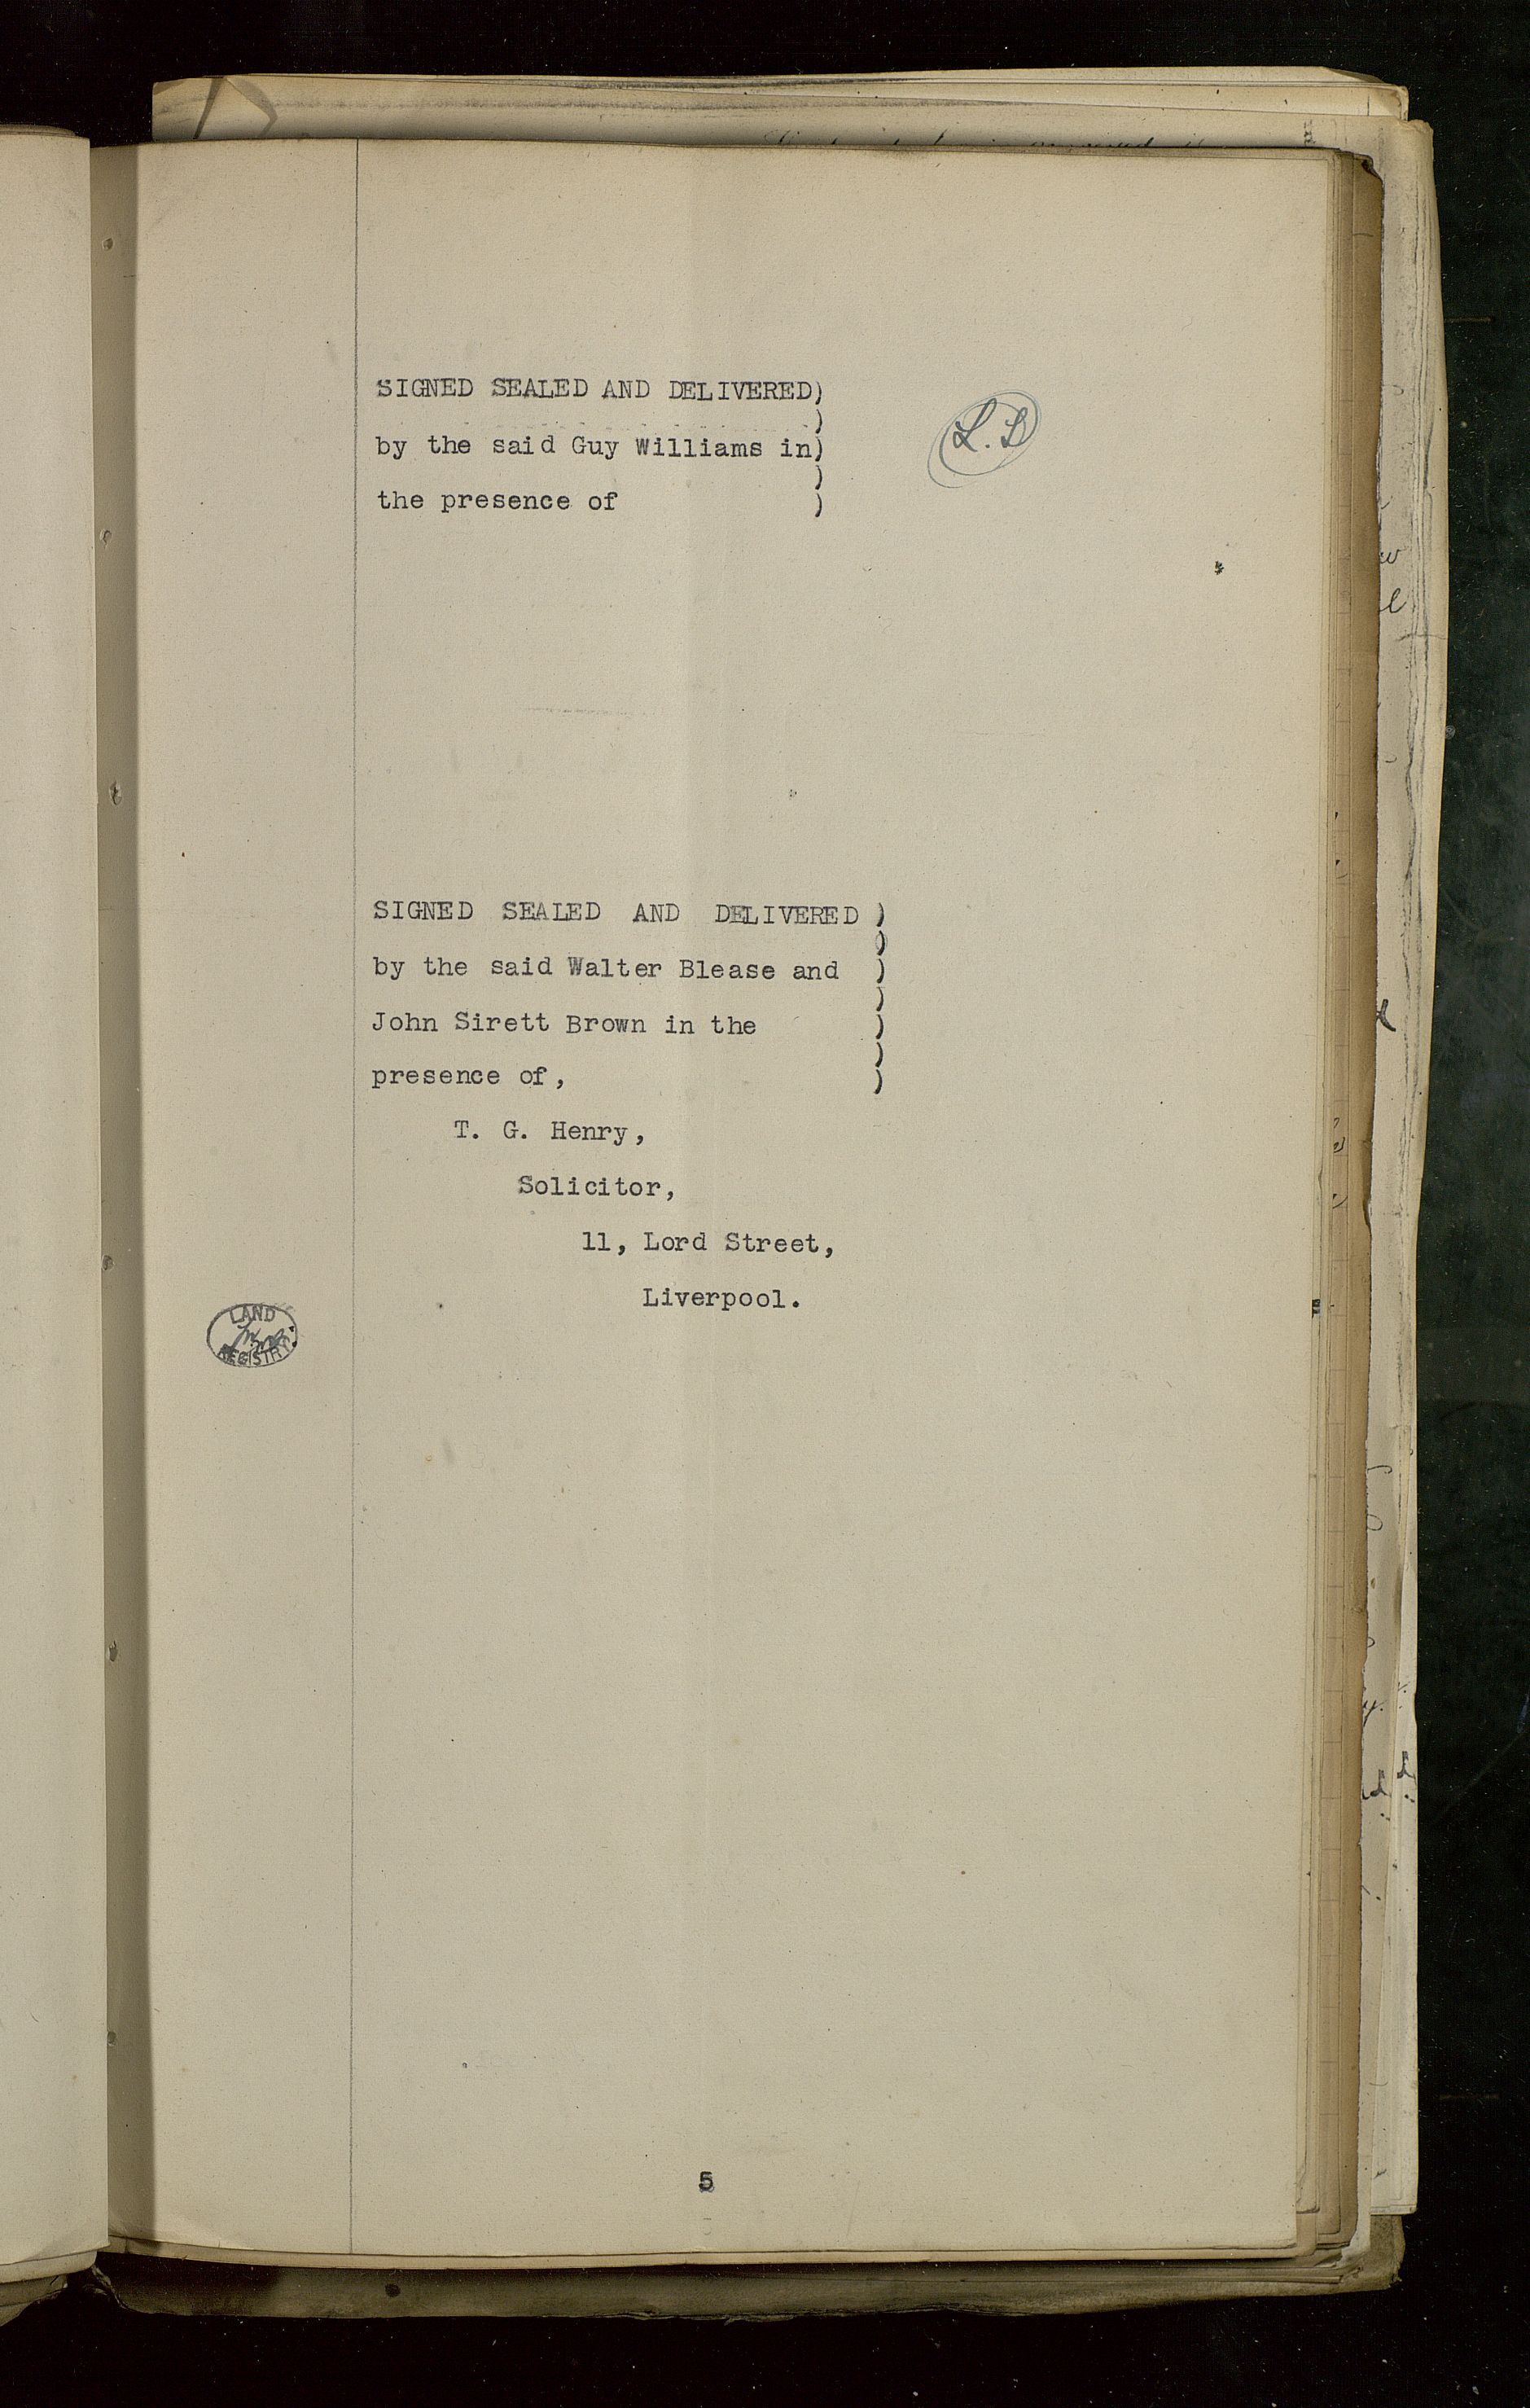 SIGNED SEALED AND DELIVERED)
)
by the said Guy Williams in)
)
the presence of )
L.S
SIGNED SEALED AND DELIVERED )
)
by the said Walter Blease and )
)
John Sirett Brown in the )
)
presence of, )
T. G. Henry,
Solicitor,
11, Lord Street,
Liverpool.
LAND
REGISTRY
5